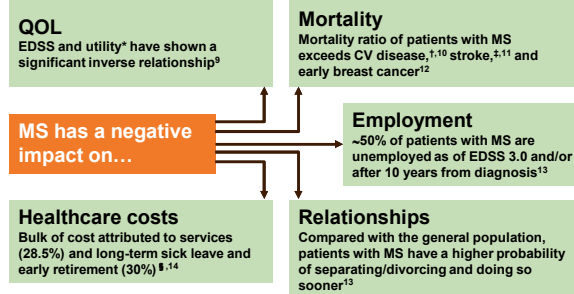 QOL
EDSS and utility* have shown a
significant inverse relationship⁹
Mortality
Mortality ratio of patients with MS
exceeds CV disease,†,¹⁰ stroke,‡,¹¹ and
early breast cancer¹²
MS has a negative
impact on…
Employment
~50% of patients with MS are
unemployed as of EDSS 3.0 and/or
after 10 years from diagnosis¹³
Healthcare costs
Bulk of cost attributed to services
(28.5%) and long-term sick leave and
early retirement (30%)§,¹⁴
Relationships
Compared with the general population,
patients with MS have a higher probability
of separating/divorcing and doing so
sooner¹³